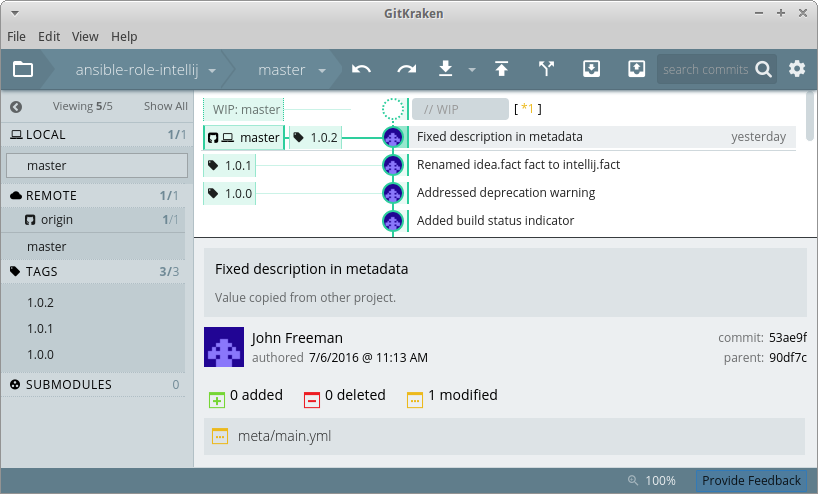 GitKraken
File Edit View Help
ansible-role-intellij master search commits
Viewing 5/5 Show All
LOCAL 1/1
master
REMOTE 1/1
origin 1/1
master
TAGS 3/3
1.0.2
1.0.1
1.0.0
SUBMODULES 0
WIP: master // WIP [ *1 ]
master 1.0.2 Fixed description in metadata yesterday
1.0.1 Renamed idea.fact fact to intellij.fact
1.0.0 Addressed deprecation warning
Added build status indicator
Fixed description in metadata
Value copied from other project.
John Freeman commit: 53ae9f
authored 7/6/2016 @ 11:13 AM parent: 90df7c
0 added 0 deleted 1 modified
meta/main.yml
100% Provide Feedback